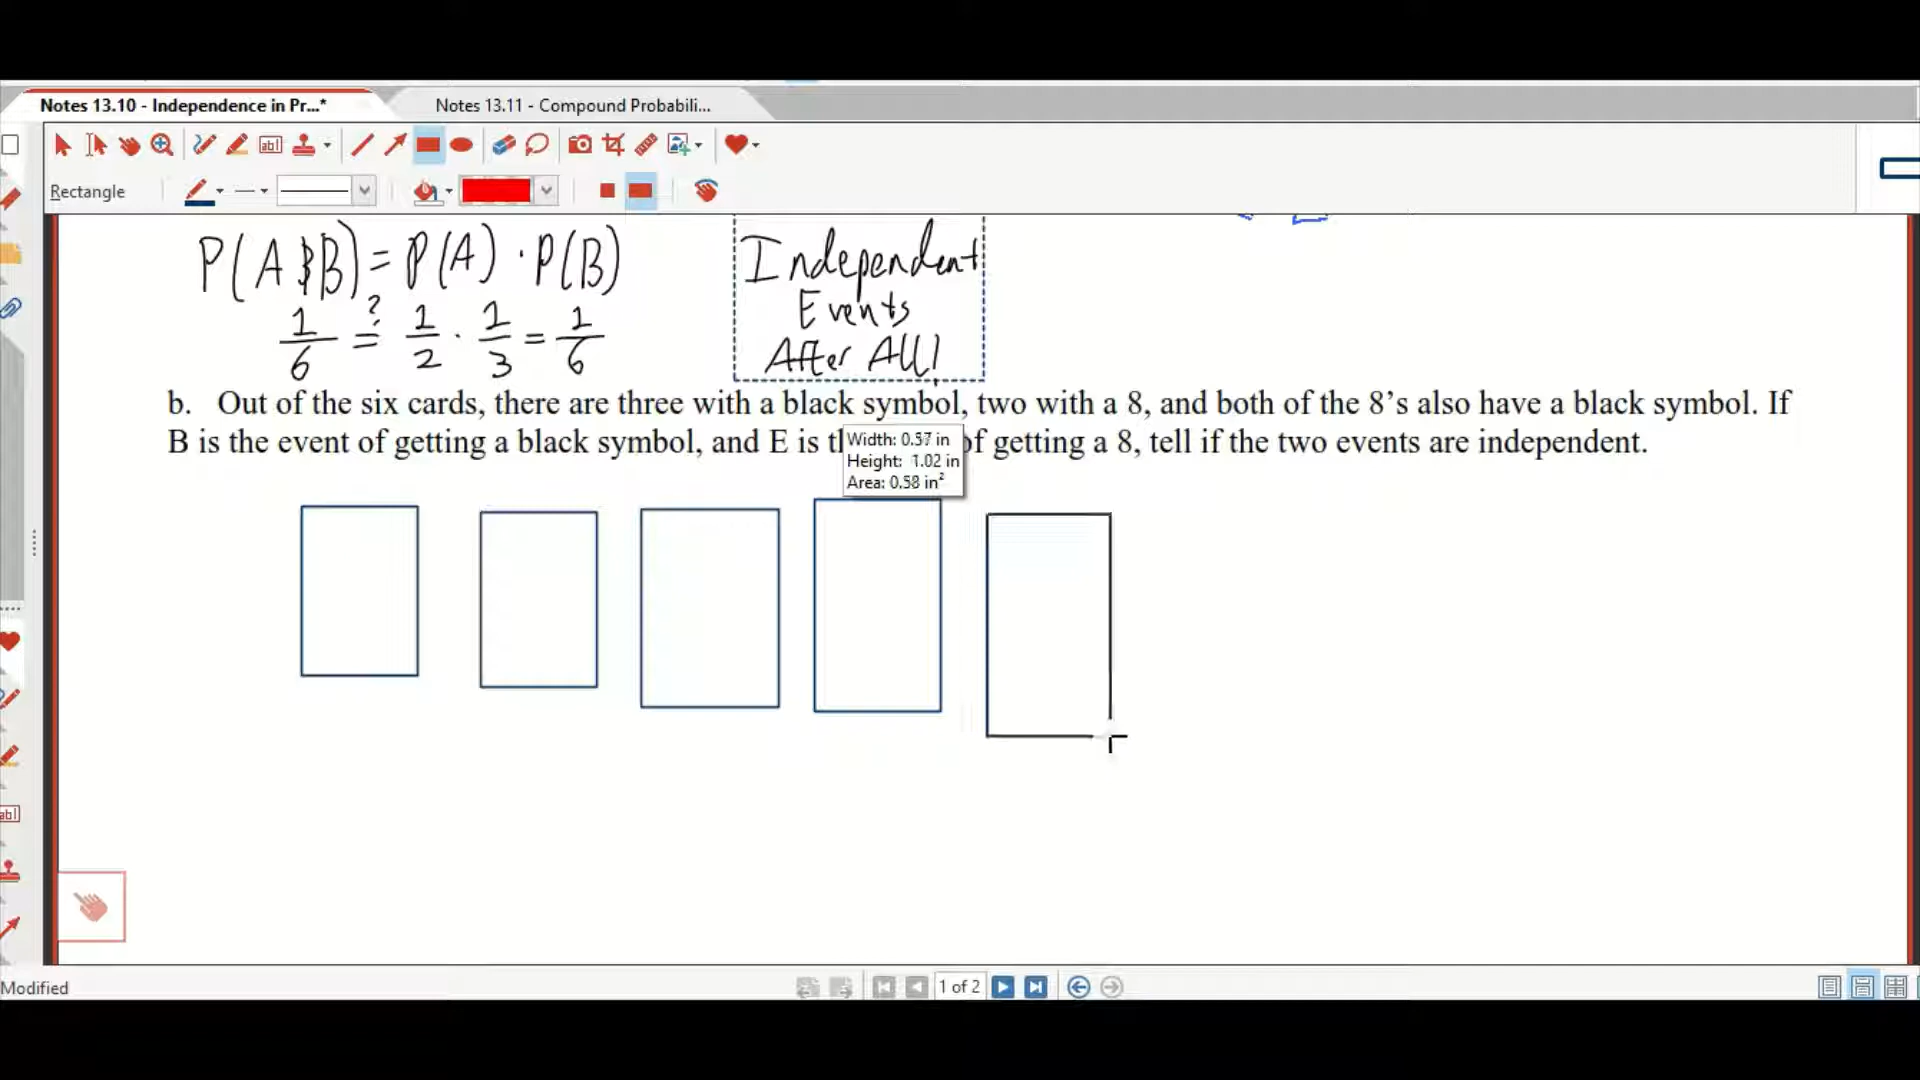 Notes 13.10 - Independence in Pr...*
Notes 13.11 - Compound Probabili...
Rectangle
P(A & B) = P(A) · P(B)
1/6 ?= 1/2 · 1/3 = 1/6
Independent
Events
After All!
b. Out of the six cards, there are three with a black symbol, two with a 8, and both of the 8's also have a black symbol. If
B is the event of getting a black symbol, and E is th of getting a 8, tell if the two events are independent.
Width: 0.57 in
Height: 1.02 in
Area: 0.58 in²
Modified
1 of 2